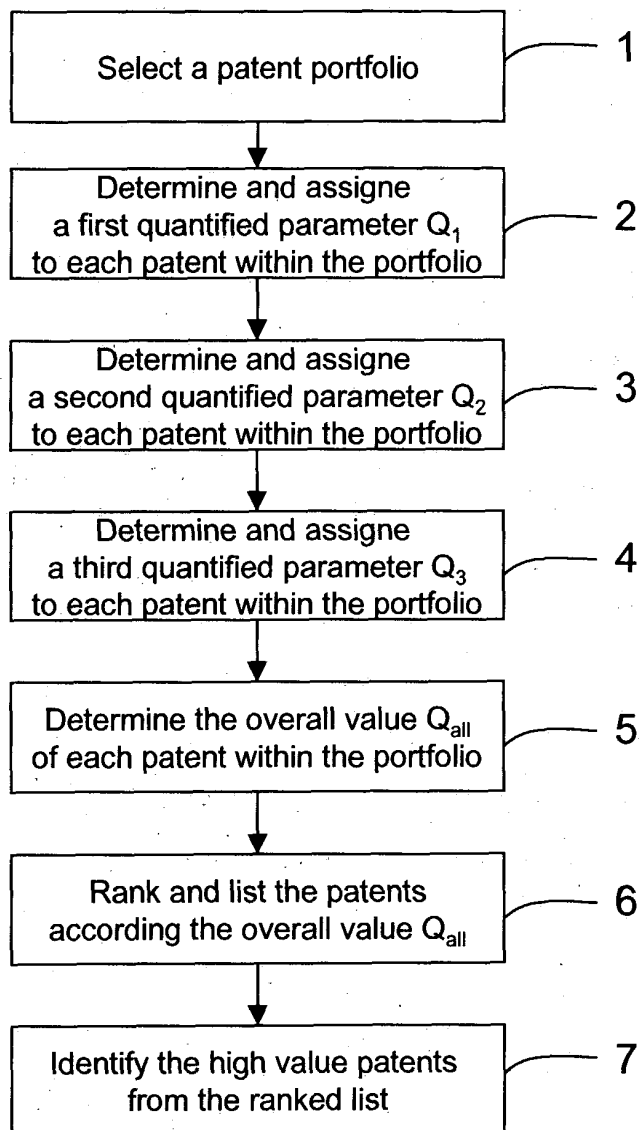 Select a patent portfolio
1
Determine and assigne
a first quantified parameter Q1
to each patent within the portfolio
2
Determine and assigne
a second quantified parameter Q2
to each patent within the portfolio
3
Determine and assigne
a third quantified parameter Q3
to each patent within the portfolio
4
Determine the overall value Qall
of each patent within the portfolio
5
Rank and list the patents
according the overall value Qall
6
Identify the high value patents
from the ranked list
7